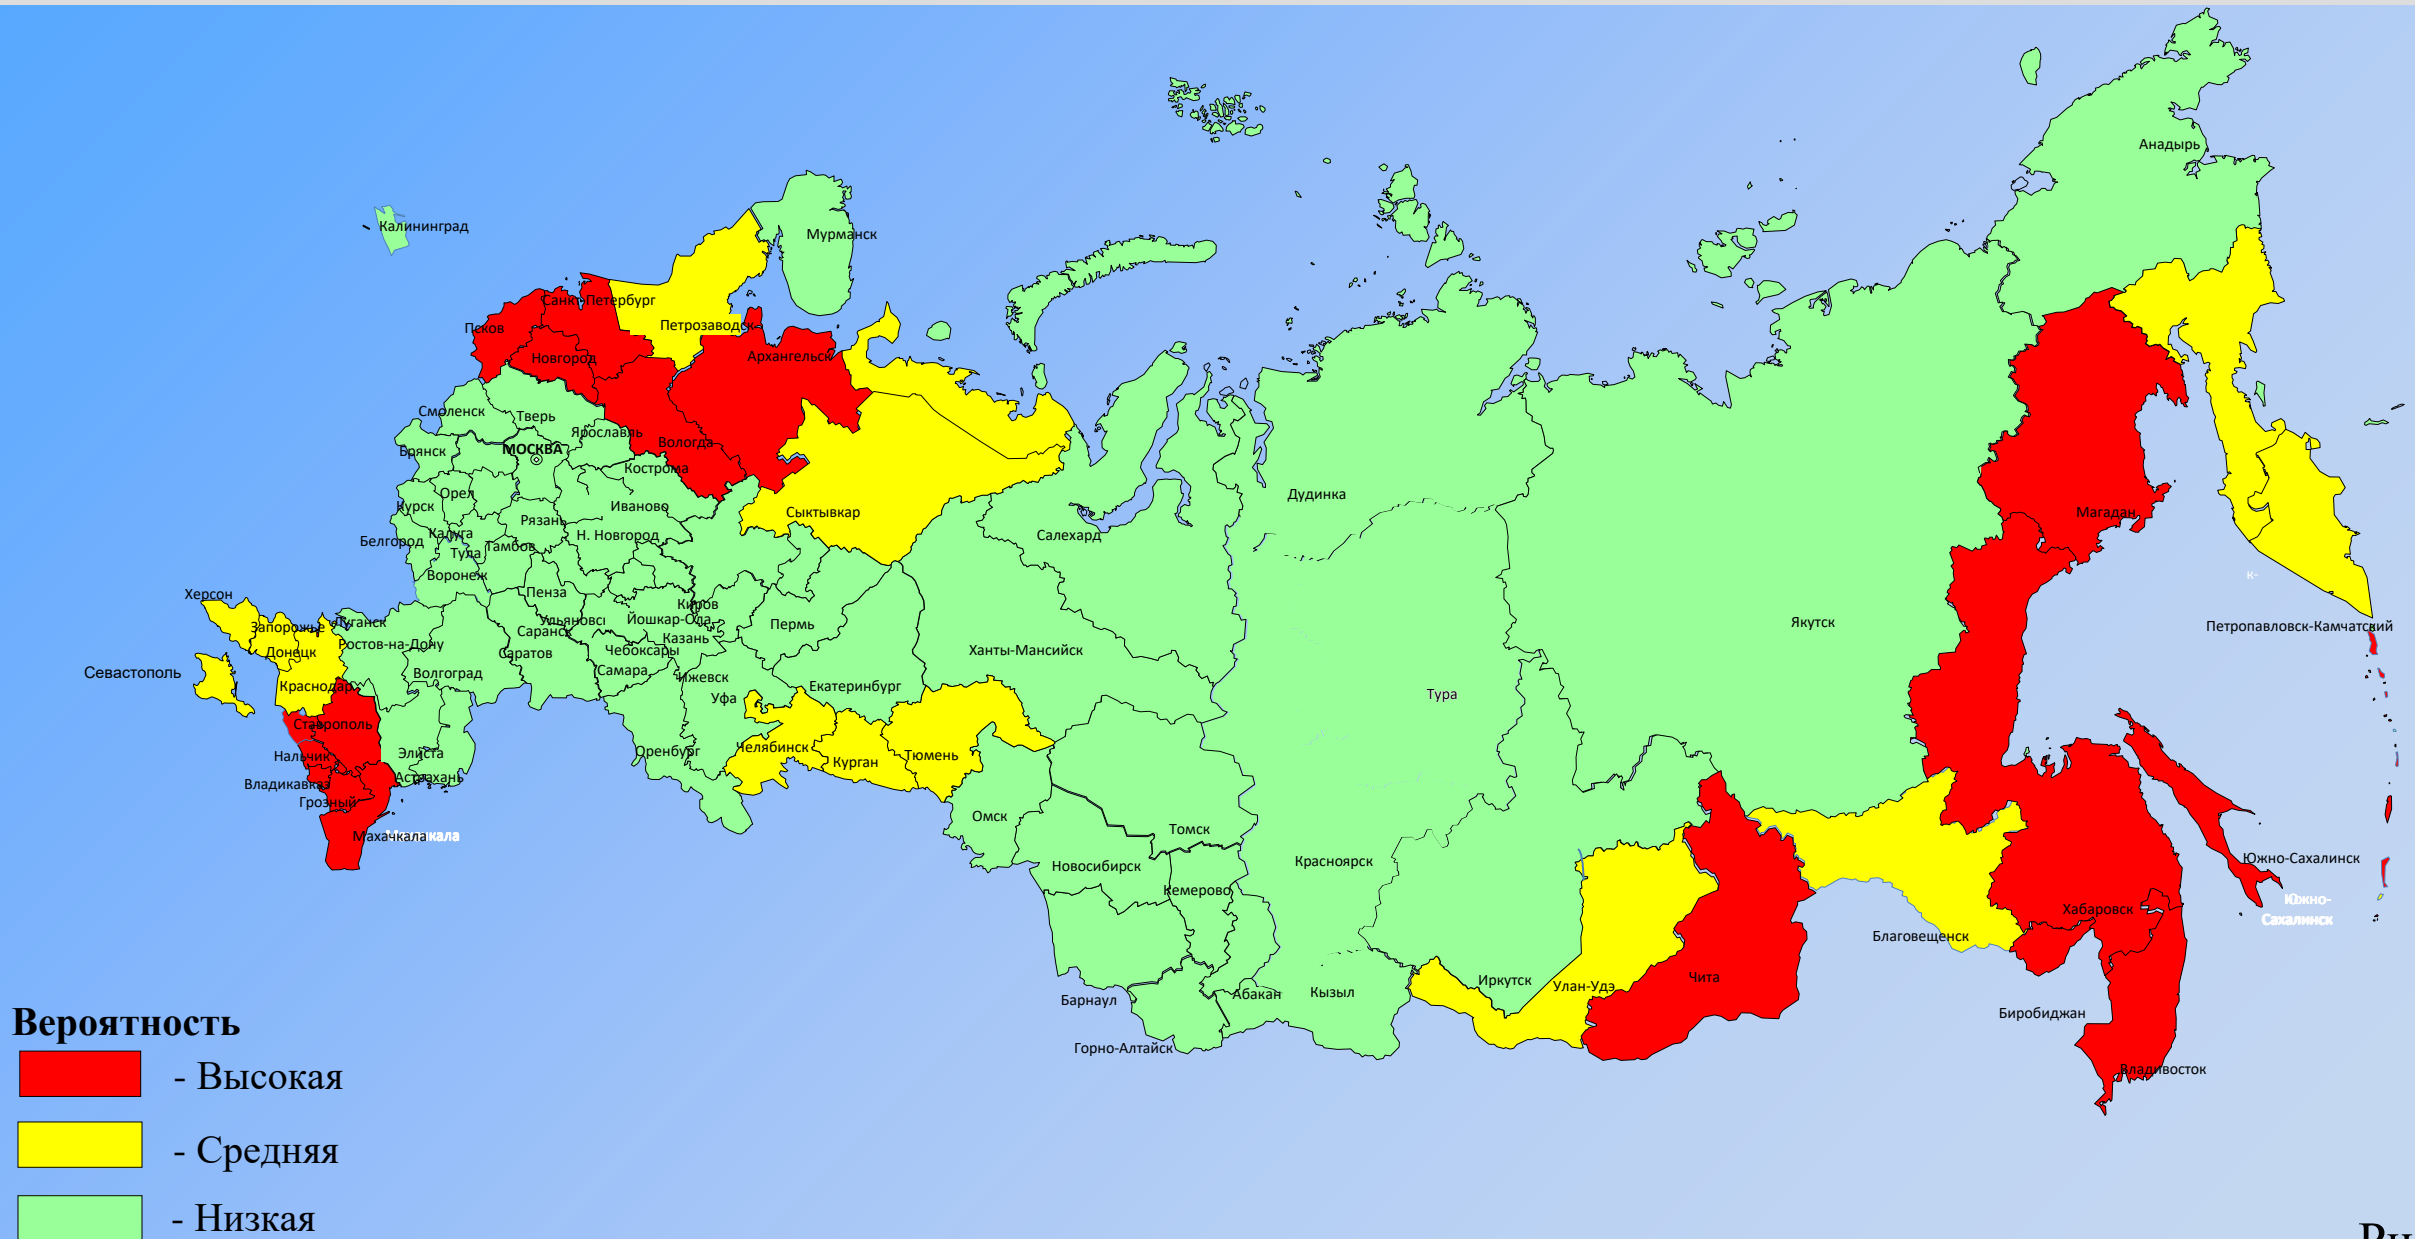 Анадырь
Калининград
Мурманск
Санкт-Петербург
Петрозаводск
Псков
Новгород
Архангельск
Смоленск
Тверь
Ярославль
Вологда
Брянск
МОСКВА
Кострома
Орел
Дудинка
Курск
Иваново
Сыктывкар
Магадан
Рязань
Белгород
Калуга
Н. Новгород
Салехард
Тула
Тамбов
Воронеж
к-
Херсон
Пенза
Киров
Запорожье
Луганск
Ульяновск
Йошкар-Ола
Пермь
Якутск
Петропавловск-Камчатский
Саранск
Казань
Донецк
Ростов-на-Дону
Саратов
Чебоксары
Ханты-Мансийск
Севастополь
Волгоград
Самара
Ижевск
Краснодар
Уфа
Екатеринбург
Тура
Ставрополь
Нальчик
Элиста
Оренбург
Челябинск
Курган
Тюмень
Владикавказ
Астрахань
Грозный
Омск
Махачкала
Томск
Новосибирск
Красноярск
Южно-Сахалинск
Кемерово
Южно-
Сахалинск
Хабаровск
Благовещенск
Чита
Иркутск
Улан-Удэ
Абакан
Кызыл
Барнаул
Биробиджан
Горно-Алтайск
Владивосток
Вероятность
- Высокая
- Средняя
- Низкая